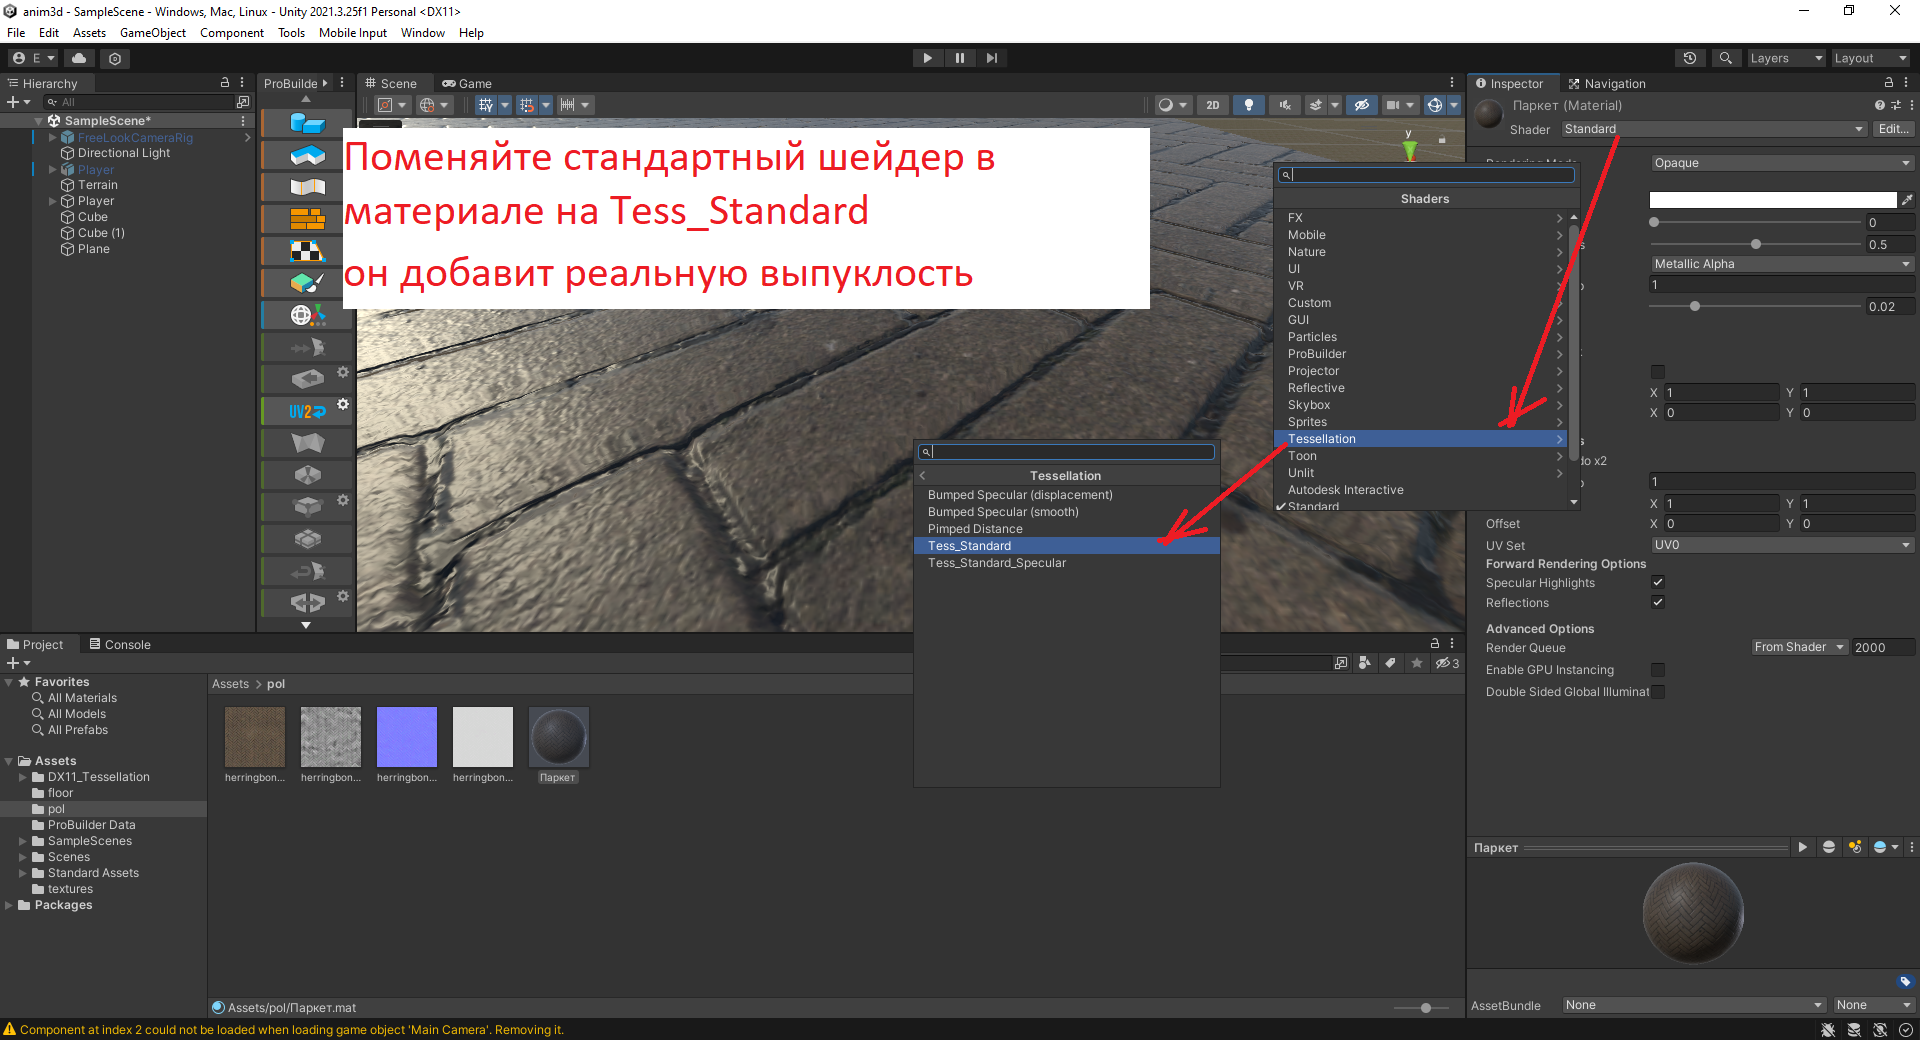 anim3d - SampleScene - Windows, Mac, Linux - Unity 2021.3.25f1 Personal <DX11>
File Edit Assets GameObject Component Tools Mobile Input Window Help
E Layers Layout
Hierarchy
All
SampleScene*
FreeLookCameraRig
Directional Light
Player
Terrain
Player
Cube
Cube (1)
Plane
ProBuilde
UV2
Scene Game
2D
y
Поменяйте стандартный шейдер в
материале на Tess_Standard
он добавит реальную выпуклость
Shaders
FX
Mobile
Nature
UI
VR
Custom
GUI
Particles
ProBuilder
Projector
Reflective
Skybox
Sprites
Tessellation
Toon
Unlit
Autodesk Interactive
Standard
Tessellation
Bumped Specular (displacement)
Bumped Specular (smooth)
Pimped Distance
Tess_Standard
Tess_Standard_Specular
Inspector Navigation
Паркет (Material)
Shader Standard Edit...
Opaque
0
0.5
Metallic Alpha
1
0.02
X 1 Y 1
X 0 Y 0
do x2
1
X 1 Y 1
Offset X 0 Y 0
UV Set UV0
Forward Rendering Options
Specular Highlights
Reflections
Advanced Options
Render Queue From Shader 2000
Enable GPU Instancing
Double Sided Global Illuminat
Паркет
AssetBundle None None
Project Console
3
Favorites
All Materials
All Models
All Prefabs
Assets
DX11_Tessellation
floor
pol
ProBuilder Data
SampleScenes
Scenes
Standard Assets
textures
Packages
Assets > pol
herringbon... herringbon... herringbon... herringbon... Паркет
Assets/pol/Паркет.mat
Component at index 2 could not be loaded when loading game object 'Main Camera'. Removing it.